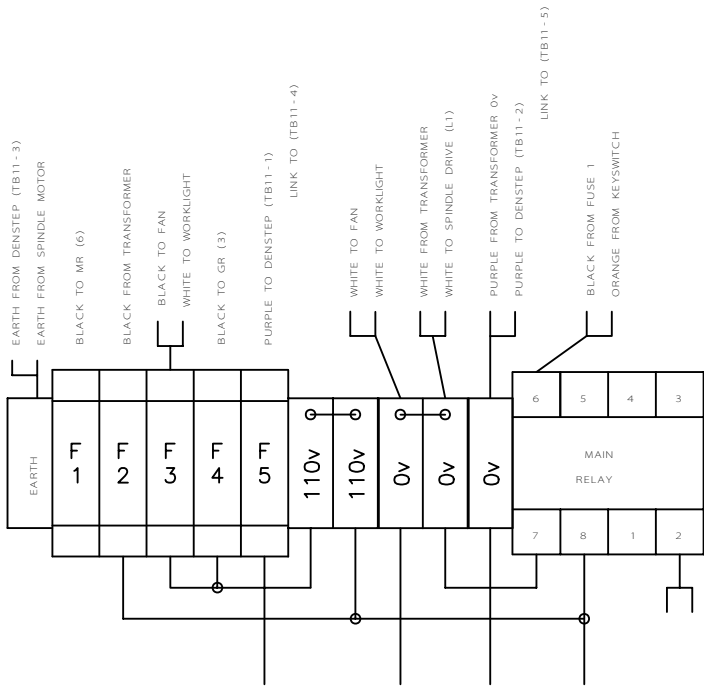 EARTH FROM DENSTEP (TB11-3)
EARTH FROM SPINDLE MOTOR
BLACK TO MR (6)
BLACK FROM TRANSFORMER
BLACK TO FAN
WHITE TO WORKLIGHT
BLACK TO GR (3)
PURPLE TO DENSTEP (TB11-1)
LINK TO (TB11-4)
WHITE TO FAN
WHITE TO WORKLIGHT
WHITE FROM TRANSFORMER
WHITE TO SPINDLE DRIVE (L1)
PURPLE FROM TRANSFORMER 0v
PURPLE TO DENSTEP (TB11-2)
LINK TO (TB11-5)
BLACK FROM FUSE 1
ORANGE FROM KEYSWITCH
EARTH
F
1
F
2
F
3
F
4
F
5
110v
110v
0v
0v
0v
6
5
4
3
MAIN
RELAY
7
8
1
2